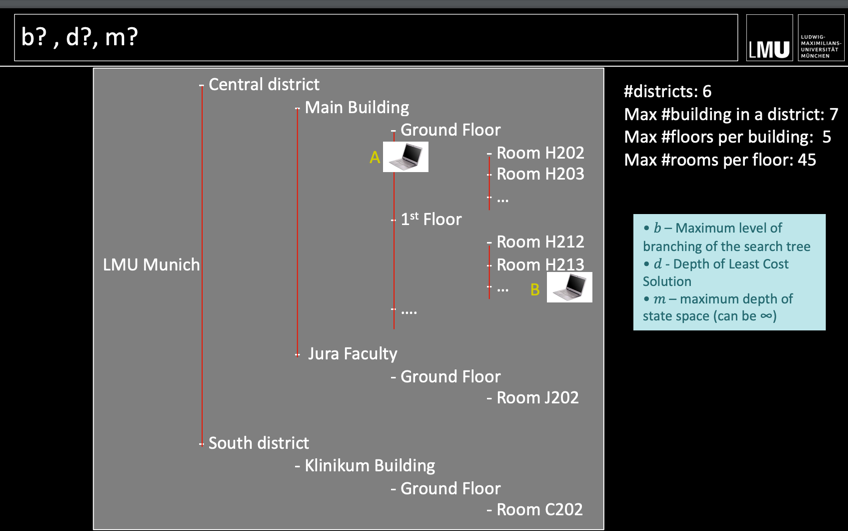 b? , d?, m?
LMU
LUDWIG-
MAXIMILIANS-
UNIVERSITÄT
MÜNCHEN
- Central district
- Main Building
- Ground Floor
A
- Room H202
- Room H203
- ...
- 1st Floor
- Room H212
LMU Munich
- Room H213
- ...
B
- ....
- Jura Faculty
- Ground Floor
- Room J202
- South district
- Klinikum Building
- Ground Floor
- Room C202
#districts: 6
Max #building in a district: 7
Max #floors per building: 5
Max #rooms per floor: 45
• b – Maximum level of
branching of the search tree
• d - Depth of Least Cost
Solution
• m – maximum depth of
state space (can be ∞)